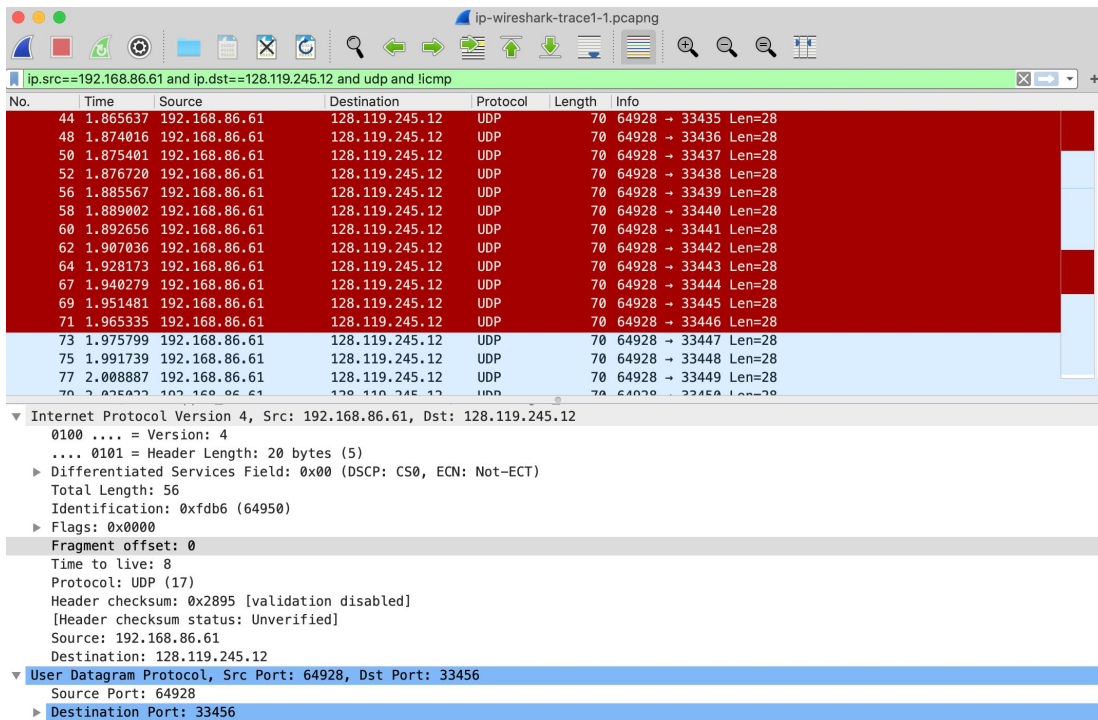 ip-wireshark-trace1-1.pcapng
ip.src==192.168.86.61 and ip.dst==128.119.245.12 and udp and !icmp
No. Time Source Destination Protocol Length Info
44 1.865637 192.168.86.61 128.119.245.12 UDP 70 64928 → 33435 Len=28
48 1.874016 192.168.86.61 128.119.245.12 UDP 70 64928 → 33436 Len=28
50 1.875401 192.168.86.61 128.119.245.12 UDP 70 64928 → 33437 Len=28
52 1.876720 192.168.86.61 128.119.245.12 UDP 70 64928 → 33438 Len=28
56 1.885567 192.168.86.61 128.119.245.12 UDP 70 64928 → 33439 Len=28
58 1.889002 192.168.86.61 128.119.245.12 UDP 70 64928 → 33440 Len=28
60 1.892656 192.168.86.61 128.119.245.12 UDP 70 64928 → 33441 Len=28
62 1.907036 192.168.86.61 128.119.245.12 UDP 70 64928 → 33442 Len=28
64 1.928173 192.168.86.61 128.119.245.12 UDP 70 64928 → 33443 Len=28
67 1.940279 192.168.86.61 128.119.245.12 UDP 70 64928 → 33444 Len=28
69 1.951481 192.168.86.61 128.119.245.12 UDP 70 64928 → 33445 Len=28
71 1.965335 192.168.86.61 128.119.245.12 UDP 70 64928 → 33446 Len=28
73 1.975799 192.168.86.61 128.119.245.12 UDP 70 64928 → 33447 Len=28
75 1.991739 192.168.86.61 128.119.245.12 UDP 70 64928 → 33448 Len=28
77 2.008887 192.168.86.61 128.119.245.12 UDP 70 64928 → 33449 Len=28
192.168.86.61 128.119.245.12 UDP 70 64928 → 33450 Len=28
Internet Protocol Version 4, Src: 192.168.86.61, Dst: 128.119.245.12
0100 .... = Version: 4
.... 0101 = Header Length: 20 bytes (5)
Differentiated Services Field: 0x00 (DSCP: CS0, ECN: Not-ECT)
Total Length: 56
Identification: 0xfdb6 (64950)
Flags: 0x0000
Fragment offset: 0
Time to live: 8
Protocol: UDP (17)
Header checksum: 0x2895 [validation disabled]
[Header checksum status: Unverified]
Source: 192.168.86.61
Destination: 128.119.245.12
User Datagram Protocol, Src Port: 64928, Dst Port: 33456
Source Port: 64928
Destination Port: 33456